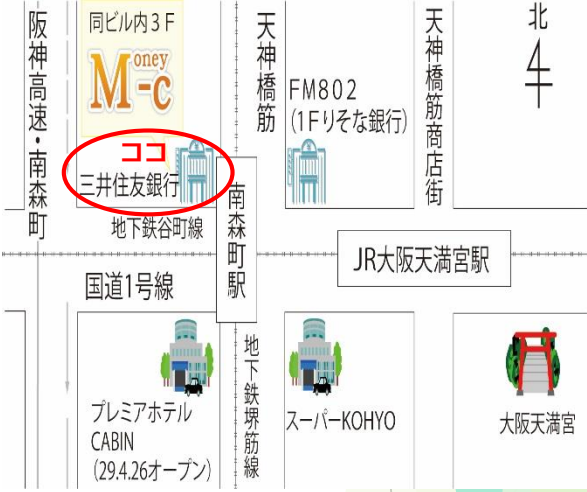 阪神高速・南森町
同ビル内3F
Money
M-c
ココ
三井住友銀行
地下鉄谷町線
国道1号線
南森町駅
天神橋筋
FM802
(1Fりそな銀行)
天神橋筋商店街
北
JR大阪天満宮駅
プレミアホテル
CABIN
(29.4.26オープン)
地下鉄堺筋線
スーパーKOHYO
大阪天満宮